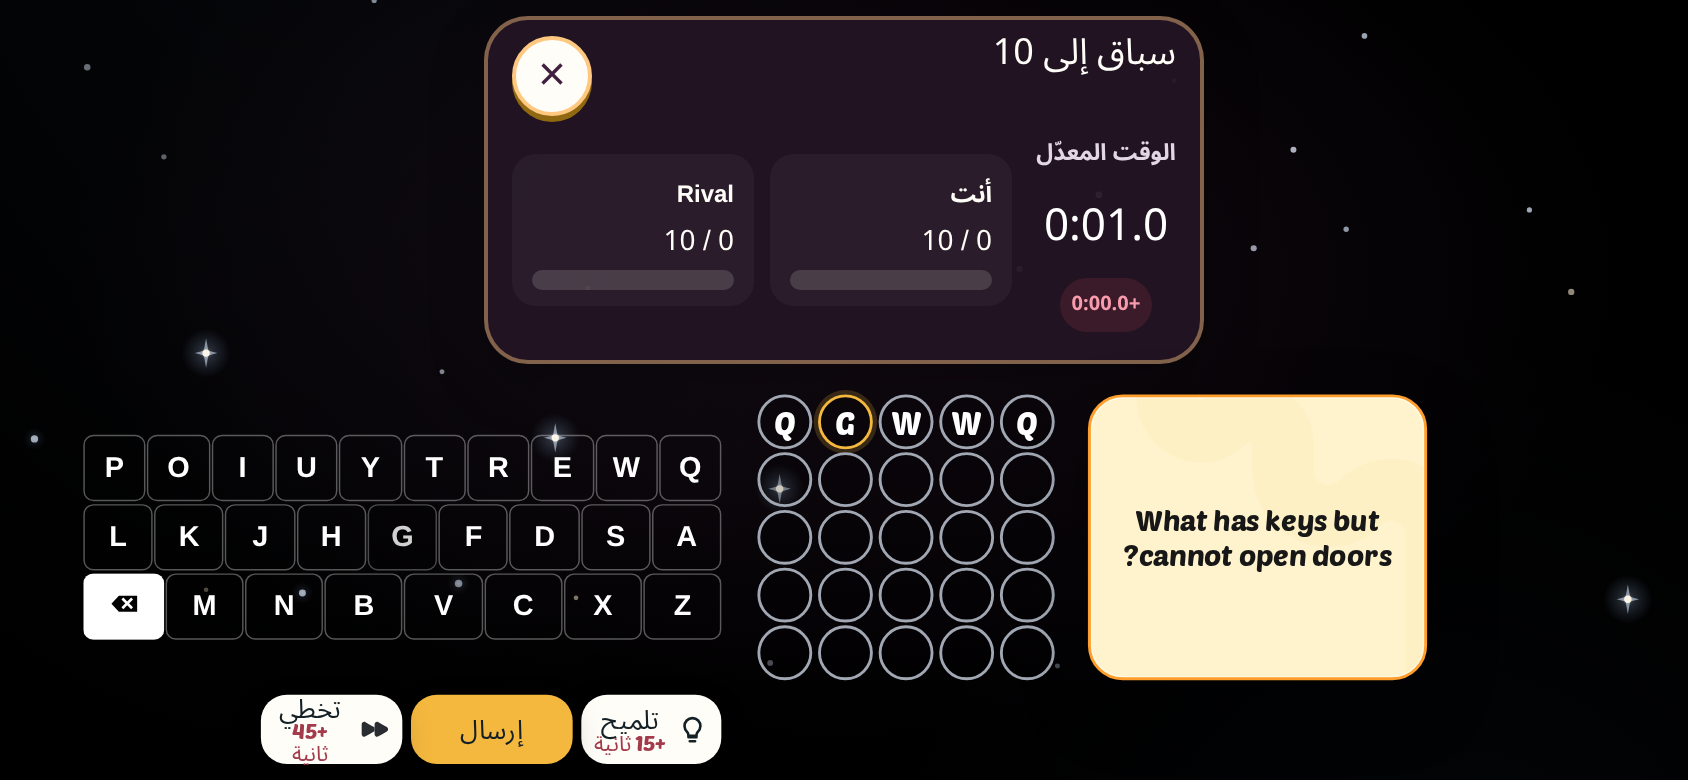 سباق إلى 10
الوقت المعدّل
0:01.0
0:00.0+
أنت
10 / 0
Rival
10 / 0
What has keys but
?cannot open doors
Q G W W Q
P O I U Y T R E W Q
L K J H G F D S A
M N B V C X Z
تلميح
+15 ثانية
إرسال
تخطي
+45
ثانية